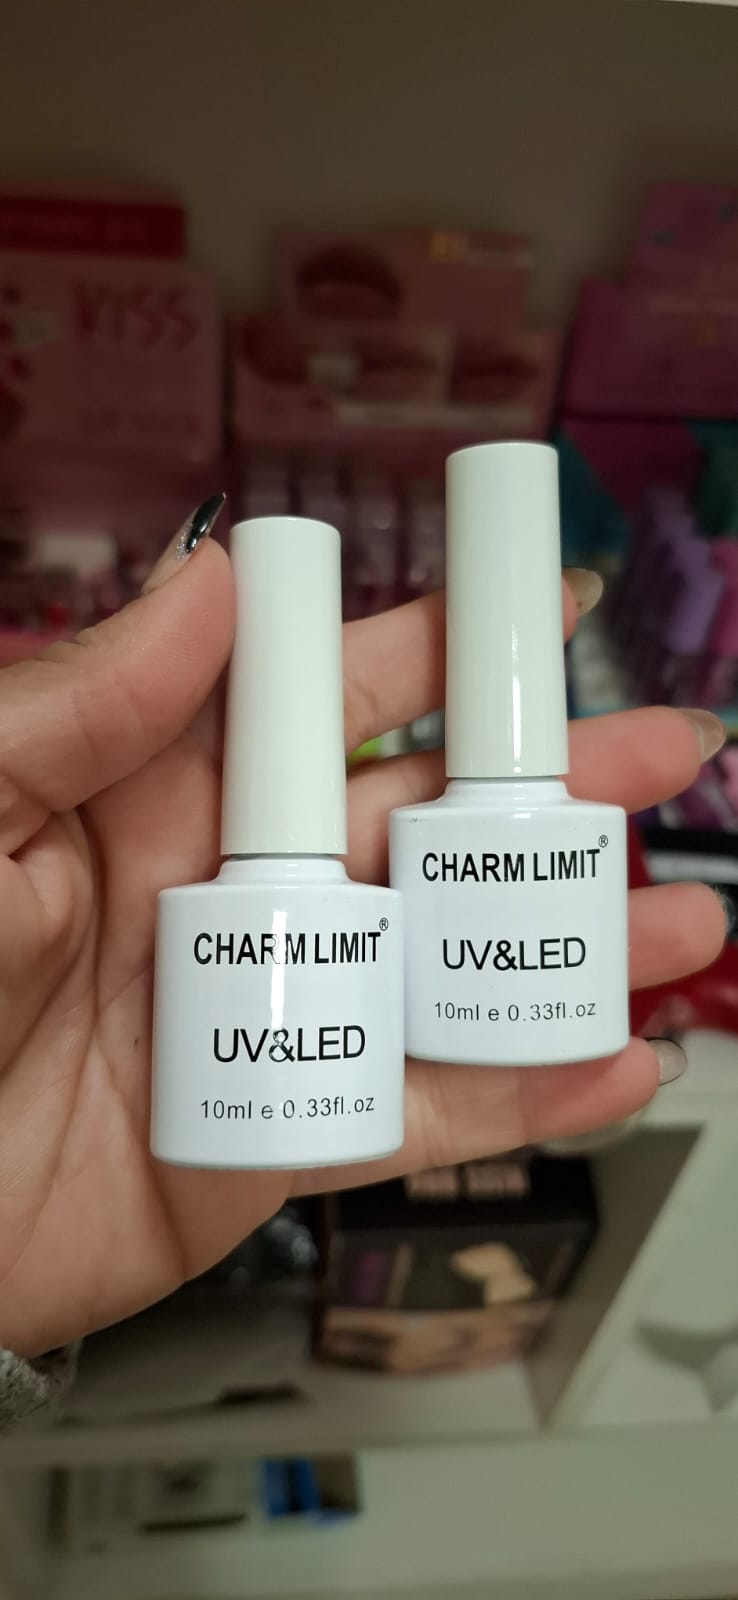 KISS
CHARM LIMIT®
UV&LED
10ml e 0.33fl.oz
CHARM LIMIT®
UV&LED
10ml e 0.33fl.oz